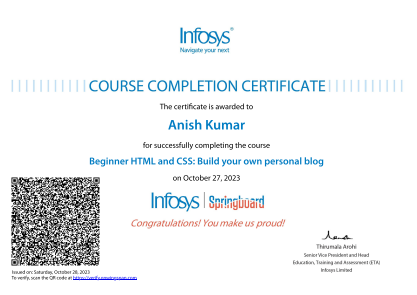 Infosys®
Navigate your next
COURSE COMPLETION CERTIFICATE
The certificate is awarded to
Anish Kumar
for successfully completing the course
Beginner HTML and CSS: Build your own personal blog
on October 27, 2023
Infosys | Springboard
Congratulations! You make us proud!
Thirumala Arohi
Senior Vice President and Head
Education, Training and Assessment (ETA)
Infosys Limited
Issued on: Saturday, October 28, 2023
To verify, scan the QR code at https://verify.onwingspan.com